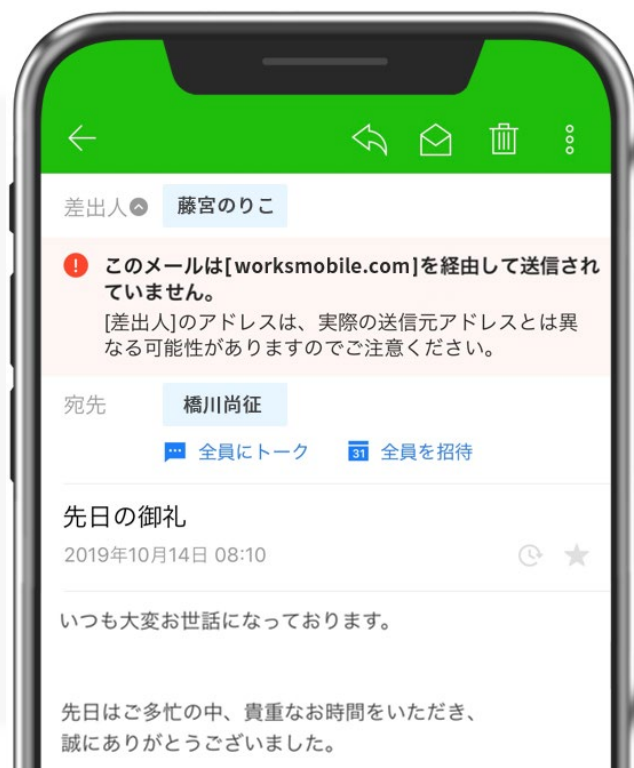 差出人 藤宮のりこ
このメールは[worksmobile.com]を経由して送信され
ていません。
[差出人]のアドレスは、実際の送信元アドレスとは異
なる可能性がありますのでご注意ください。
宛先 橋川尚征
全員にトーク 31 全員を招待
先日の御礼
2019年10月14日 08:10
いつも大変お世話になっております。
先日はご多忙の中、貴重なお時間をいただき、
誠にありがとうございました。